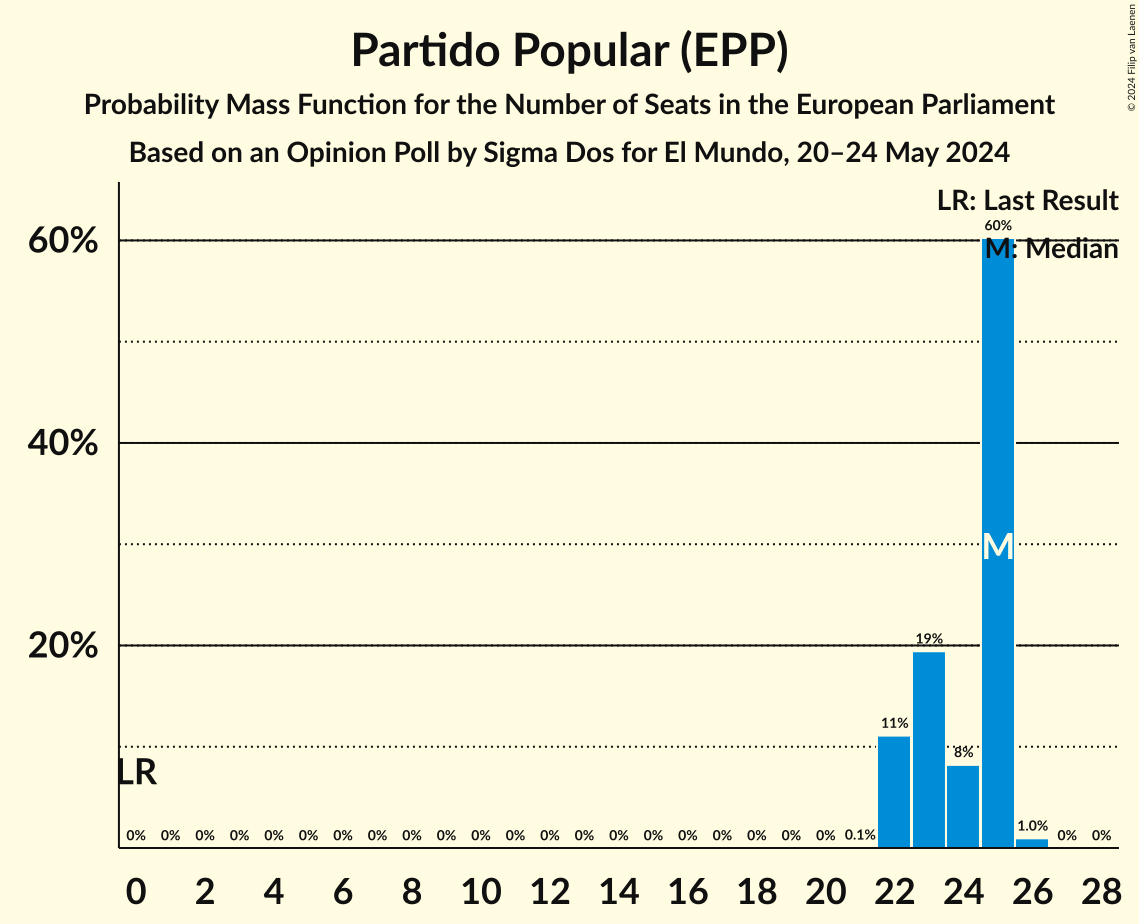 Partido Popular (EPP)
Probability Mass Function for the Number of Seats in the European Parliament
Based on an Opinion Poll by Sigma Dos for El Mundo, 20–24 May 2024
© 2024 Filip van Laenen
LR: Last Result
M: Median
60%
40%
20%
60%
M
19%
11%
8%
LR
0% 0% 0% 0% 0% 0% 0% 0% 0% 0% 0% 0% 0% 0% 0% 0% 0% 0% 0% 0% 0% 0.1% 1.0% 0% 0%
0 2 4 6 8 10 12 14 16 18 20 22 24 26 28